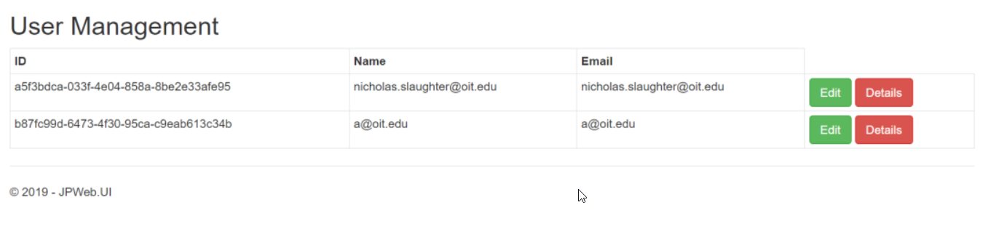 User Management
ID Name Email
a5f3bdca-033f-4e04-858a-8be2e33afe95 nicholas.slaughter@oit.edu nicholas.slaughter@oit.edu Edit Details
b87fc99d-6473-4f30-95ca-c9eab613c34b a@oit.edu a@oit.edu Edit Details
© 2019 - JPWeb.UI